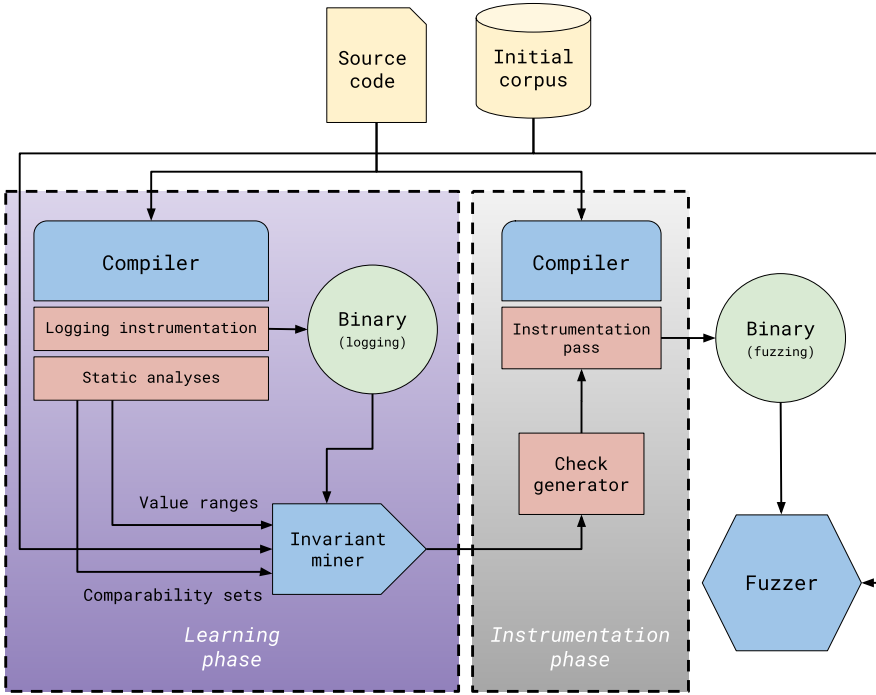 Source
code
Initial
corpus
Compiler
Logging instrumentation
Static analyses
Binary
(logging)
Value ranges
Invariant
miner
Comparability sets
Learning
phase
Compiler
Instrumentation
pass
Check
generator
Instrumentation
phase
Binary
(fuzzing)
Fuzzer